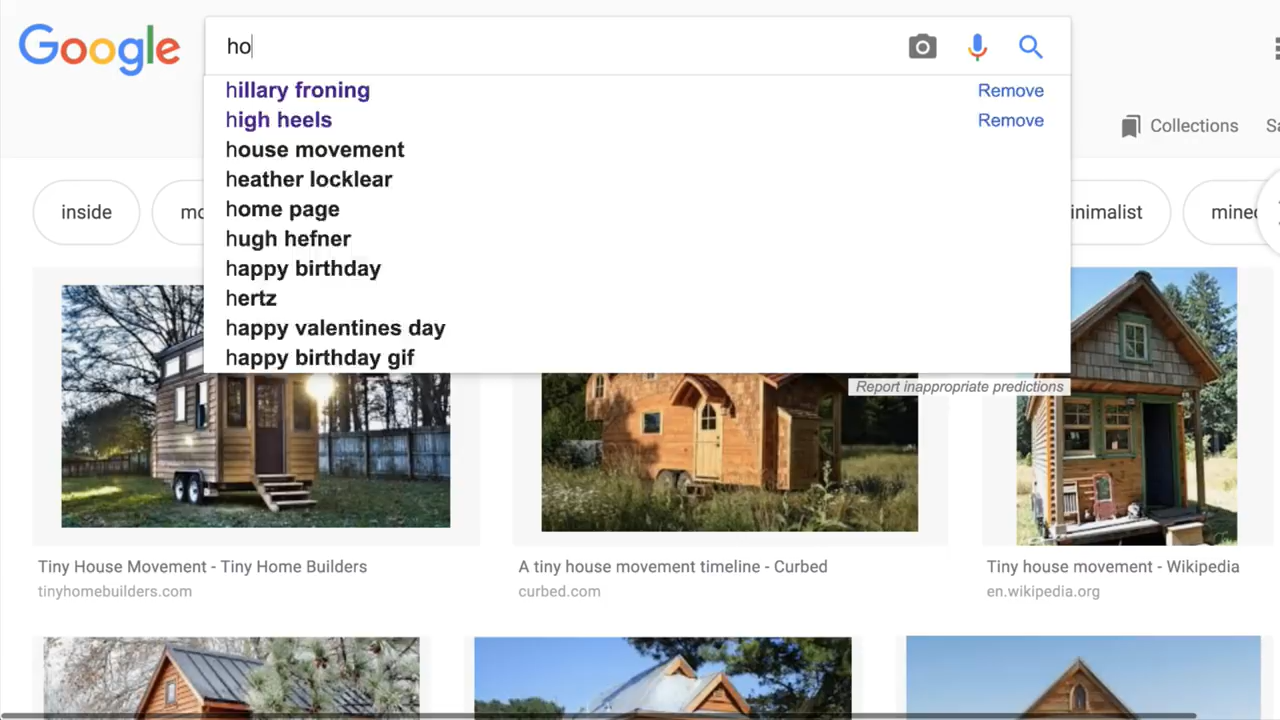 Google
ho
hillary froning Remove
high heels Remove
house movement
heather locklear
home page
hugh hefner
happy birthday
hertz
happy valentines day
happy birthday gif
Report inappropriate predictions
Collections
inside
Tiny House Movement - Tiny Home Builders
tinyhomebuilders.com
A tiny house movement timeline - Curbed
curbed.com
Tiny house movement - Wikipedia
en.wikipedia.org